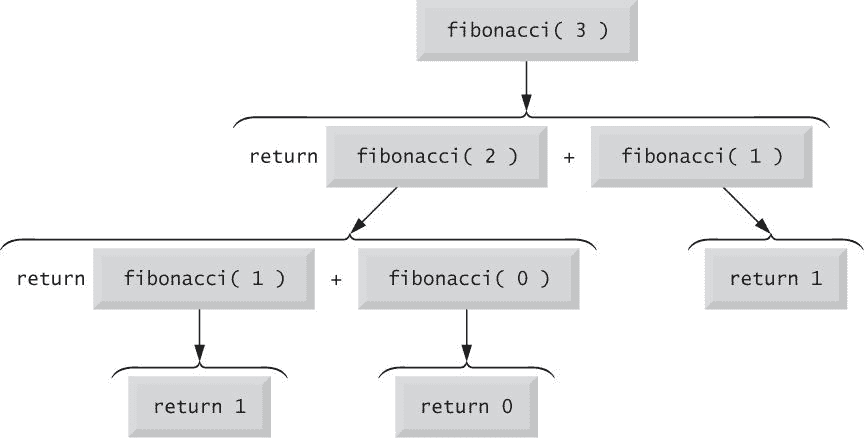 fibonacci( 3 )
return fibonacci( 2 ) + fibonacci( 1 )
return fibonacci( 1 ) + fibonacci( 0 )
return 1
return 1
return 0